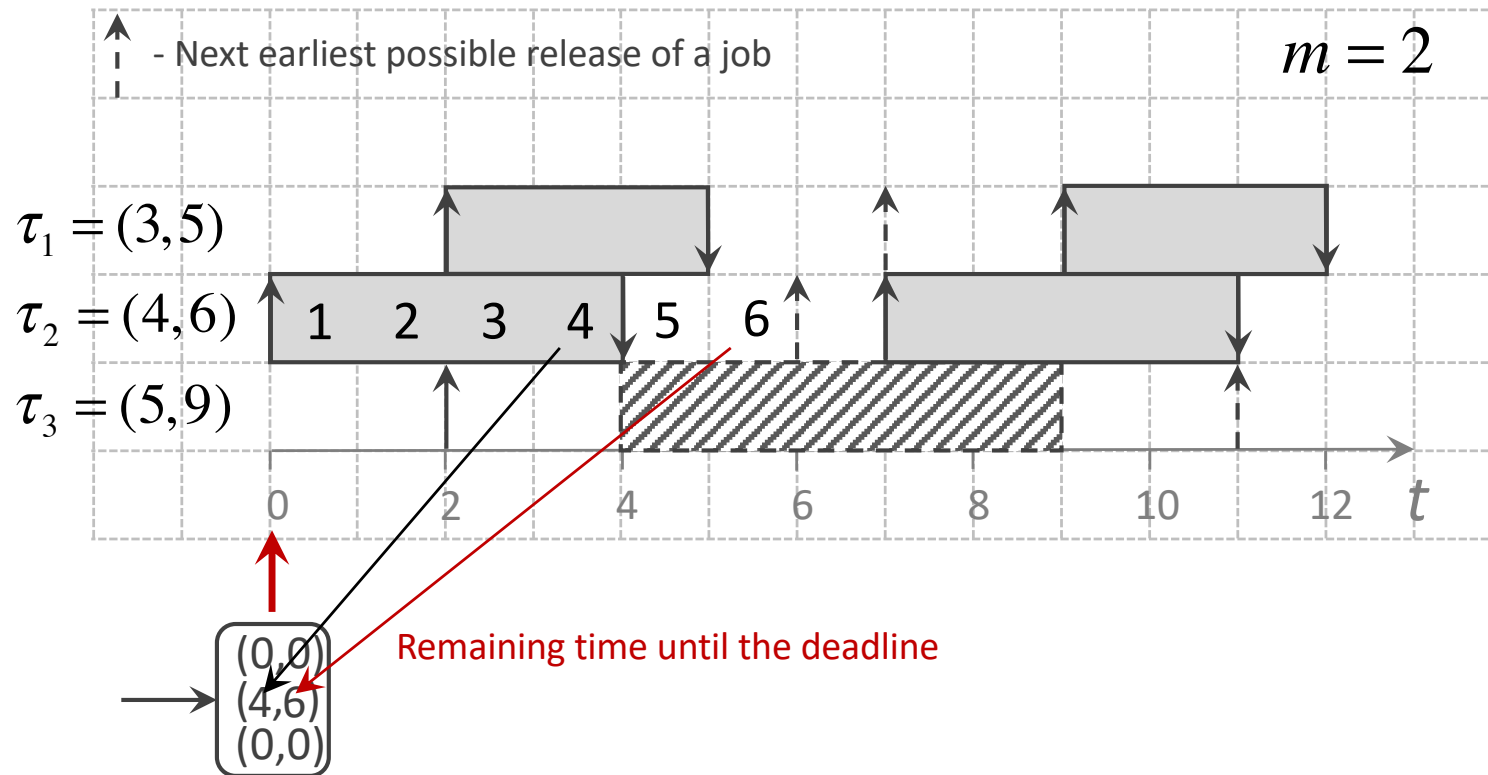 - Next earliest possible release of a job
m = 2
τ₁ = (3,5)
τ₂ = (4,6) 1 2 3 4 5 6
τ₃ = (5,9)
0 2 4 6 8 10 12 t
(0,0)
Remaining time until the deadline
(4,6)
(0,0)